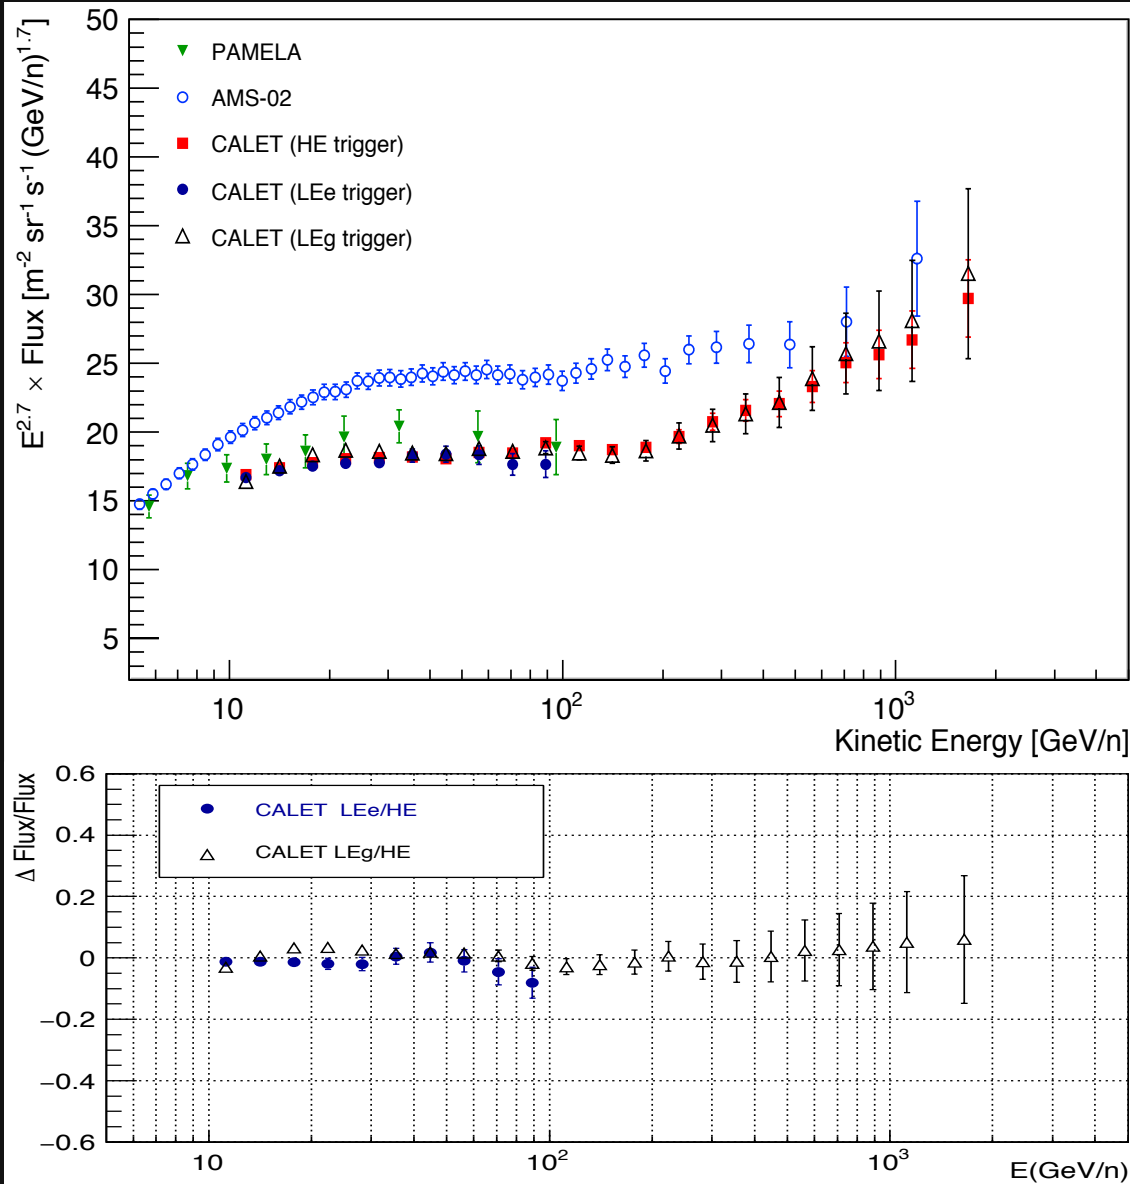 E^2.7 × Flux [m^-2 sr^-1 s^-1 (GeV/n)^1.7]
50
45
40
35
30
25
20
15
10
5
PAMELA
AMS-02
CALET (HE trigger)
CALET (LEe trigger)
CALET (LEg trigger)
10
10^2
10^3
Kinetic Energy [GeV/n]
Δ Flux/Flux
0.6
0.4
0.2
0
−0.2
−0.4
−0.6
CALET LEe/HE
CALET LEg/HE
10
10^2
10^3
E(GeV/n)